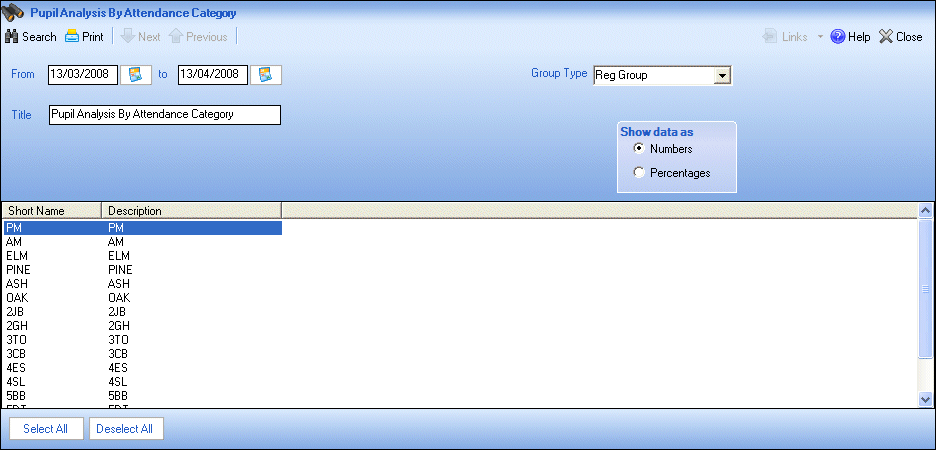 Pupil Analysis By Attendance Category
Search Print Next Previous Links Help Close
From 13/03/2008 to 13/04/2008 Group Type Reg Group
Title Pupil Analysis By Attendance Category
Show data as
Numbers
Percentages
Short Name Description
PM PM
AM AM
ELM ELM
PINE PINE
ASH ASH
OAK OAK
2JB 2JB
2GH 2GH
3TO 3TO
3CB 3CB
4ES 4ES
4SL 4SL
5BB 5BB
Select All Deselect All